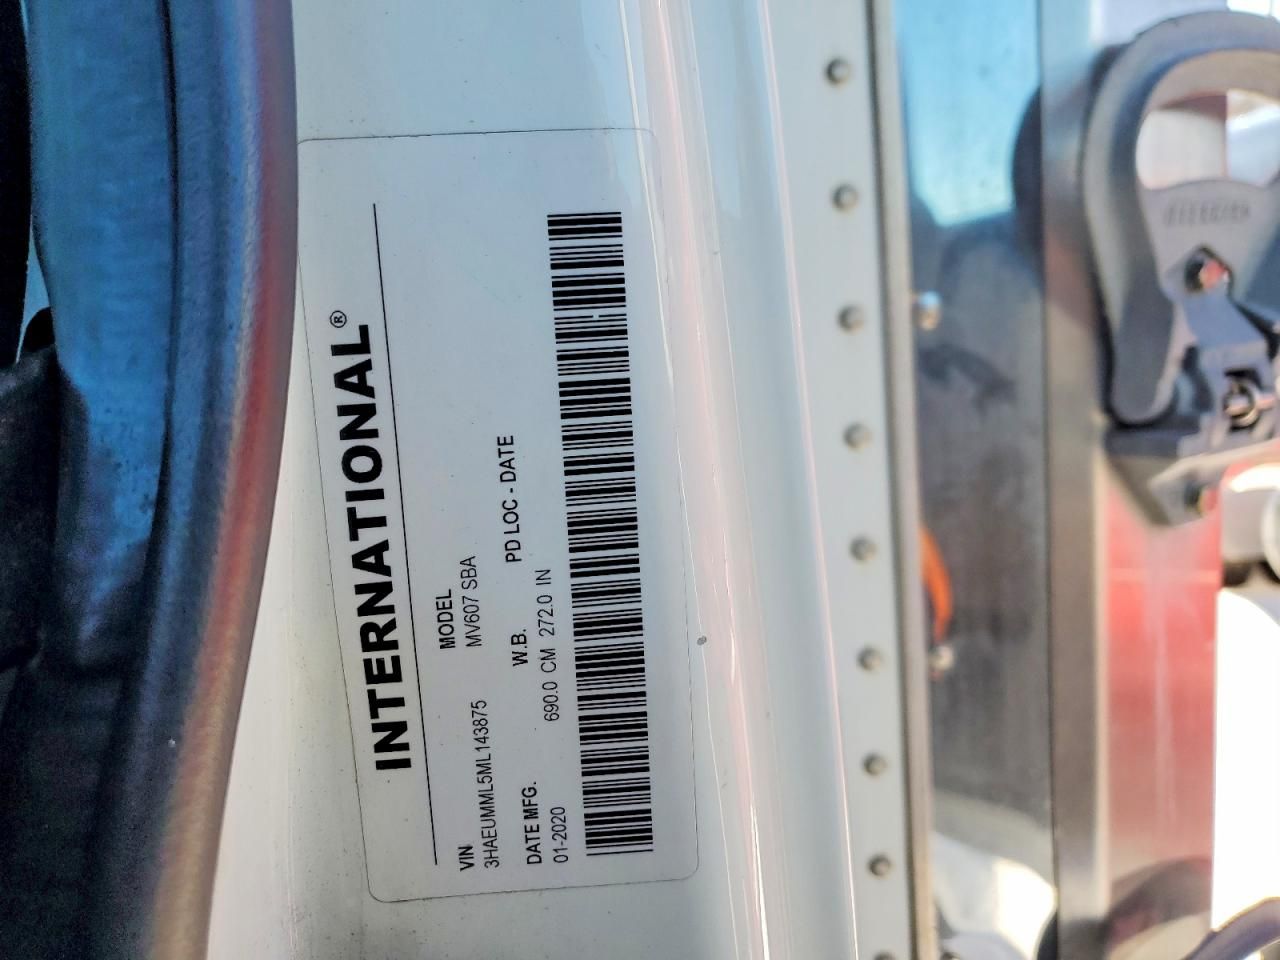 INTERNATIONAL®
VIN MODEL
3HAEUMML5ML143875 MV607 SBA
DATE MFG. W.B. PD LOC - DATE
01-2020 690.0 CM 272.0 IN